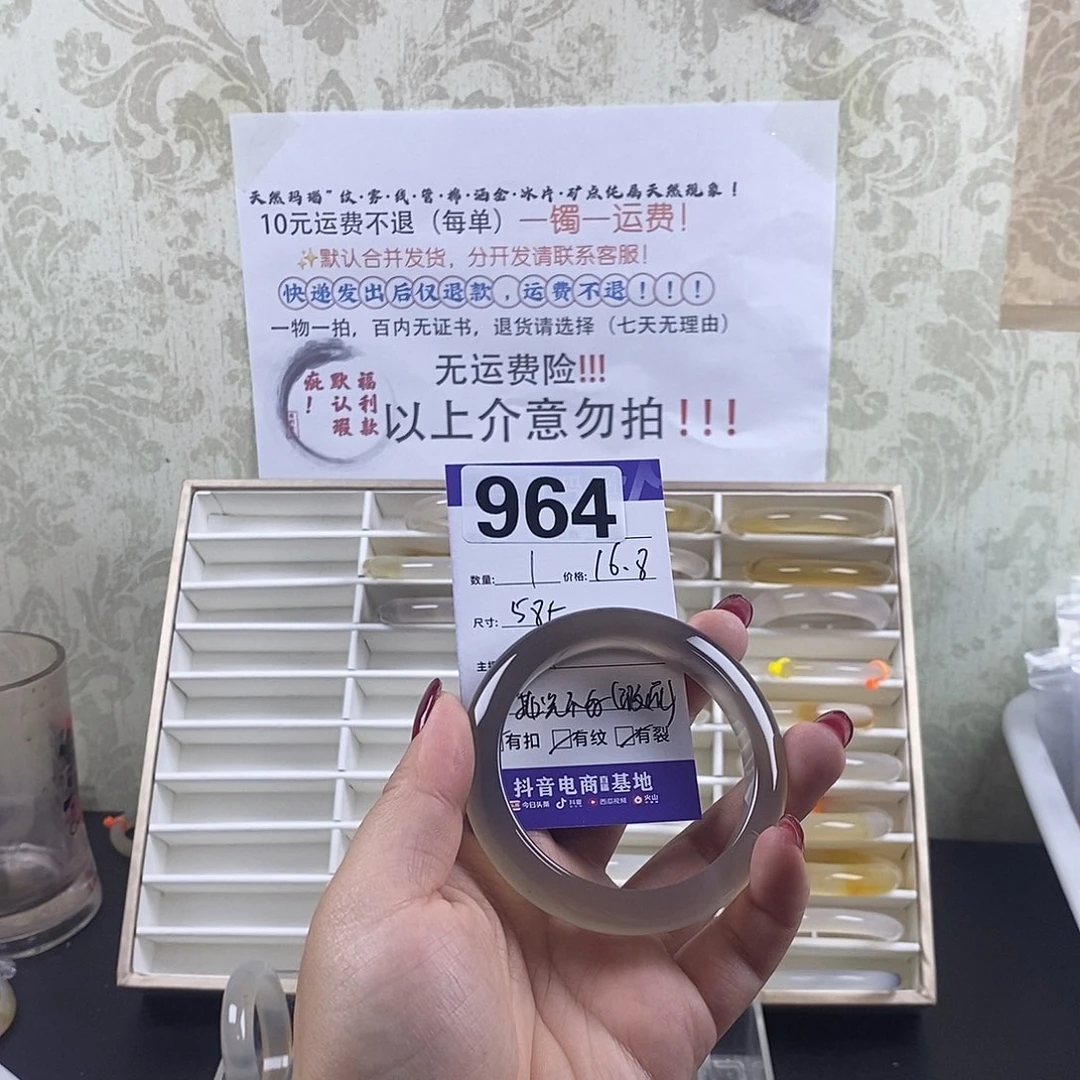 天然玛瑙"纹·雾·线·管·棉·洒金·冰片·矿点化属天然现象！
10元运费不退（每单）一镯一运费！
✨默认合并发货，分开发请联系客服！
快递发出后仅退款，运费不退！！！
一物一拍，百内无证书，退货请选择（七天无理由）
无运费险!!!
福利款
默认瑕
疵！
以上介意勿拍！！！
964
数量: 1 价格: 16.8
尺寸: 58+
主播
有扣 有纹 有裂
抖音电商直播基地
今日头条 抖音 西瓜视频 火山